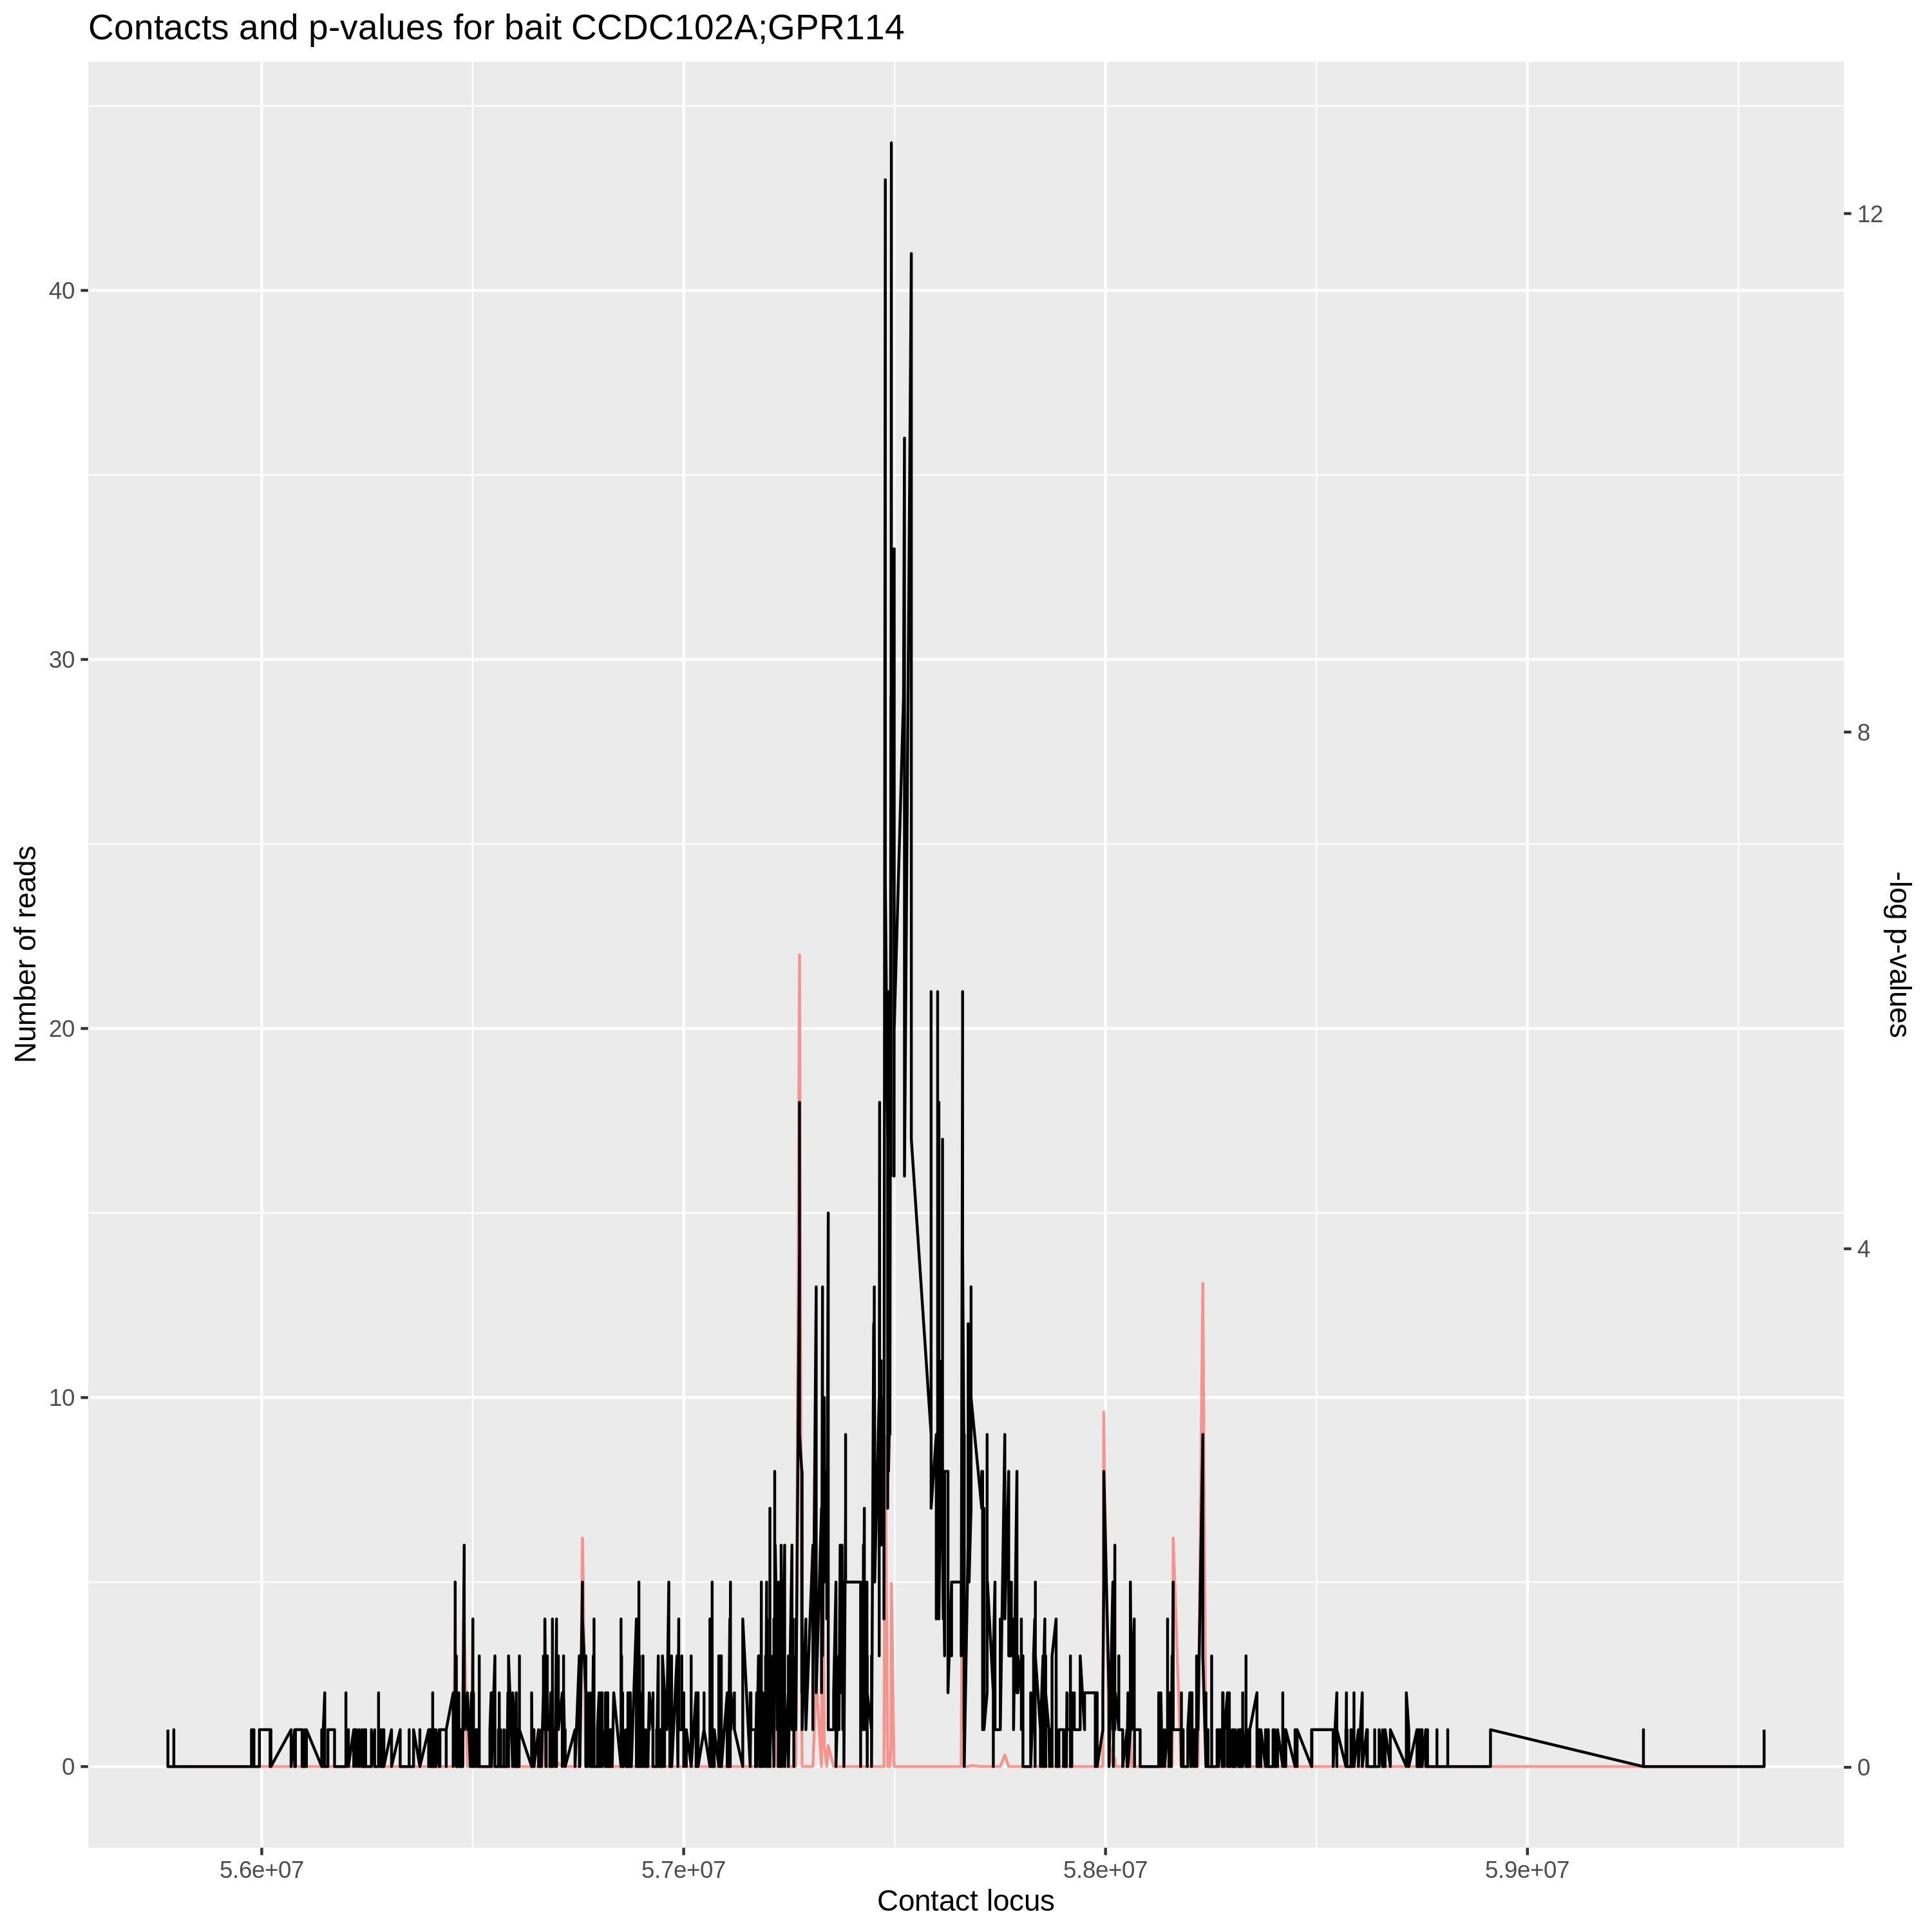 Contacts and p-values for bait CCDC102A;GPR114
Number of reads
40
30
20
10
0
12
8
4
0
-log p-values
5.6e+07 5.7e+07 5.8e+07 5.9e+07
Contact locus